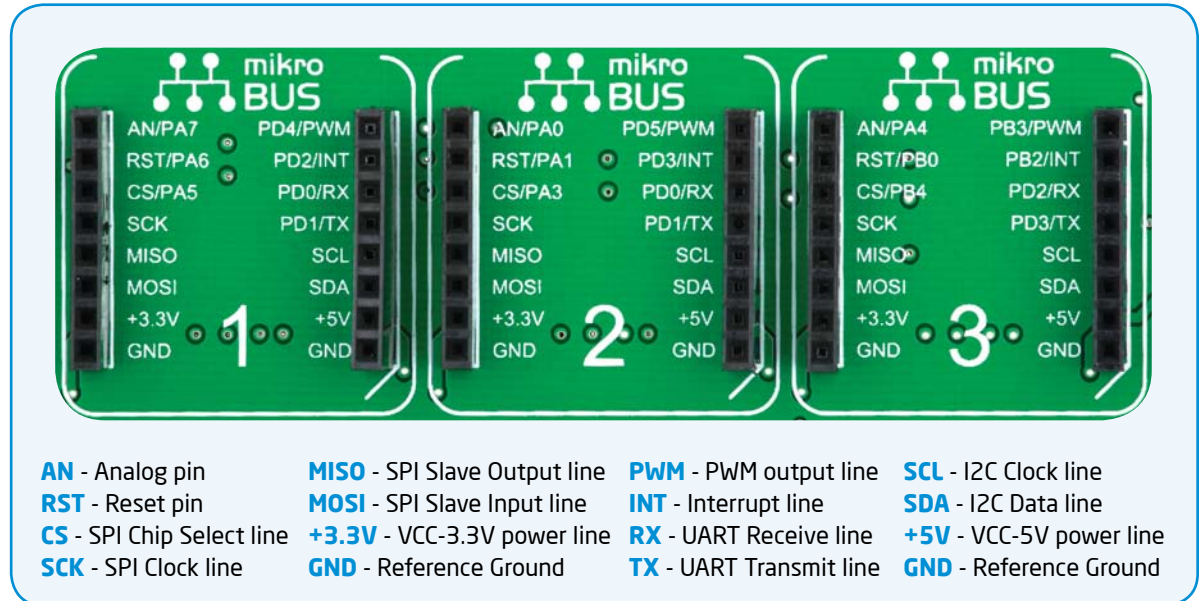 mikro mikro mikro
BUS BUS BUS
AN/PA7 PD4/PWM AN/PA0 PD5/PWM AN/PA4 PB3/PWM
RST/PA6 PD2/INT RST/PA1 PD3/INT RST/PB0 PB2/INT
CS/PA5 PD0/RX CS/PA3 PD0/RX CS/PB4 PD2/RX
SCK PD1/TX SCK PD1/TX SCK PD3/TX
MISO SCL MISO SCL MISO SCL
MOSI SDA MOSI SDA MOSI SDA
+3.3V 1 +5V +3.3V 2 +5V +3.3V 3 +5V
GND GND GND GND GND GND
AN - Analog pin MISO - SPI Slave Output line PWM - PWM output line SCL - I2C Clock line
RST - Reset pin MOSI - SPI Slave Input line INT - Interrupt line SDA - I2C Data line
CS - SPI Chip Select line +3.3V - VCC-3.3V power line RX - UART Receive line +5V - VCC-5V power line
SCK - SPI Clock line GND - Reference Ground TX - UART Transmit line GND - Reference Ground